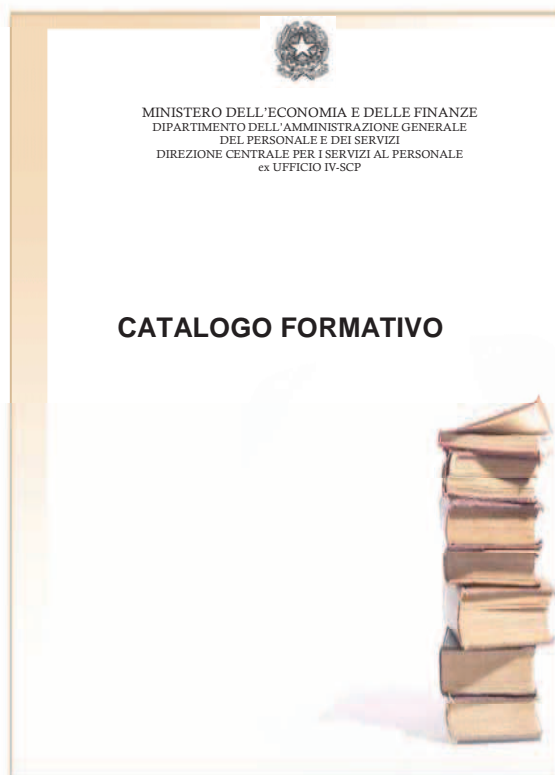 MINISTERO DELL'ECONOMIA E DELLE FINANZE
DIPARTIMENTO DELL'AMMINISTRAZIONE GENERALE
DEL PERSONALE E DEI SERVIZI
DIREZIONE CENTRALE PER I SERVIZI AL PERSONALE
ex UFFICIO IV-SCP
CATALOGO FORMATIVO